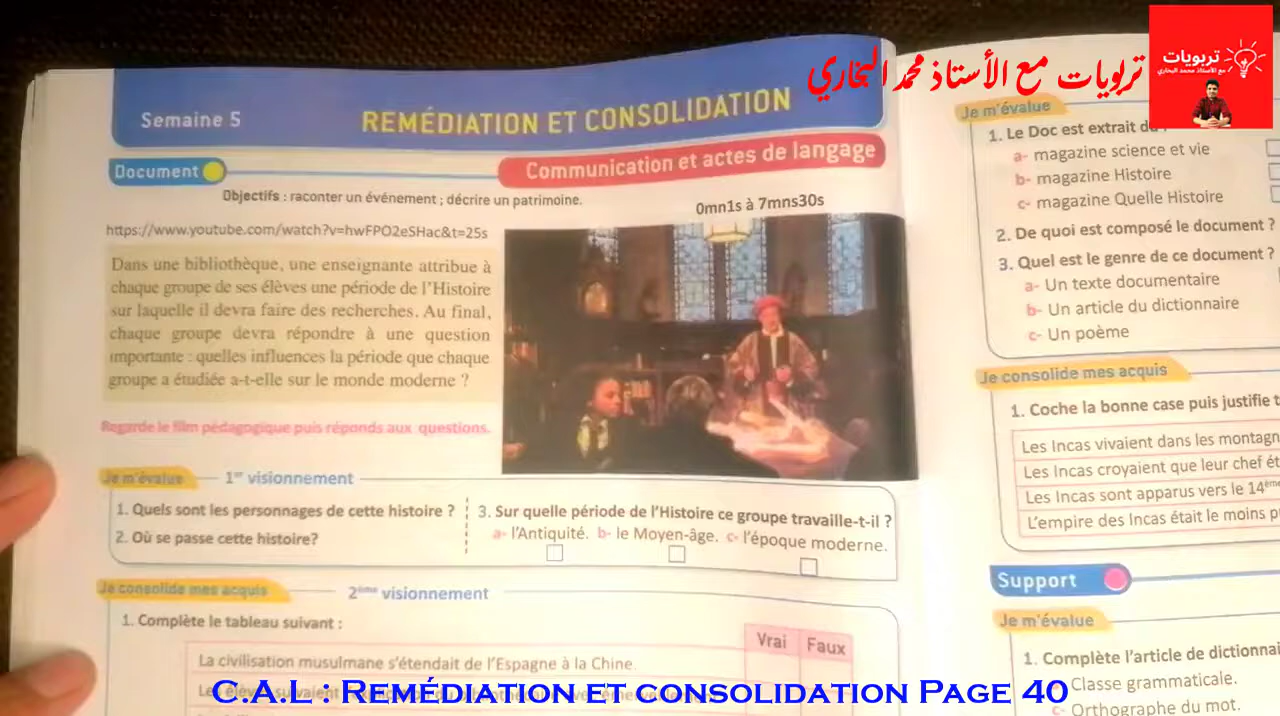 تربويات مع الأستاذ محمد البخاري
تربويات
مع الأستاذ محمد البخاري
Semaine 5
REMÉDIATION ET CONSOLIDATION
Document
Communication et actes de langage
Objectifs : raconter un événement ; décrire un patrimoine.
0mn1s à 7mns30s
https://www.youtube.com/watch?v=hwFPO2eSHac&t=25s
Dans une bibliothèque, une enseignante attribue à
chaque groupe de ses élèves une période de l'Histoire
sur laquelle il devra faire des recherches. Au final,
chaque groupe devra répondre à une question
importante : quelles influences la période que chaque
groupe a étudiée a-t-elle sur le monde moderne ?
Regarde le film pédagogique puis réponds aux questions.
Je m'évalue
1er visionnement
1. Quels sont les personnages de cette histoire ?
2. Où se passe cette histoire?
3. Sur quelle période de l'Histoire ce groupe travaille-t-il ?
a- l'Antiquité. b- le Moyen-âge. c- l'époque moderne.
Je consolide mes acquis
2ème visionnement
1. Complète le tableau suivant :
Vrai Faux
La civilisation musulmane s'étendait de l'Espagne à la Chine.
Je m'évalue
1. Le Doc est extrait du
a- magazine science et vie
b- magazine Histoire
c- magazine Quelle Histoire
2. De quoi est composé le document ?
3. Quel est le genre de ce document ?
a- Un texte documentaire
b- Un article du dictionnaire
c- Un poème
Je consolide mes acquis
1. Coche la bonne case puis justifie t
Les Incas vivaient dans les montagn
Les Incas croyaient que leur chef ét
Les Incas sont apparus vers le 14ème
L'empire des Incas était le moins p
Support
Je m'évalue
1. Complète l'article de dictionnai
Classe grammaticale.
c- Orthographe du mot.
C.A.L : Remédiation et consolidation Page 40